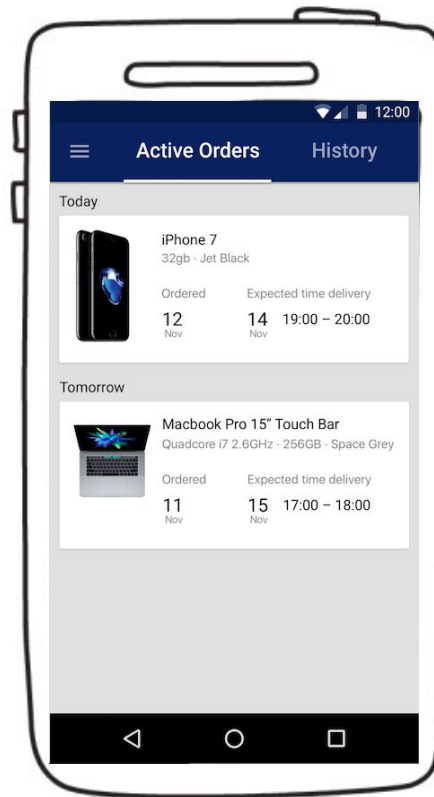 12:00
Active Orders History
Today
iPhone 7
32gb · Jet Black
Ordered Expected time delivery
12 14 19:00 – 20:00
Nov Nov
Tomorrow
Macbook Pro 15” Touch Bar
Quadcore i7 2.6GHz · 256GB · Space Grey
Ordered Expected time delivery
11 15 17:00 – 18:00
Nov Nov